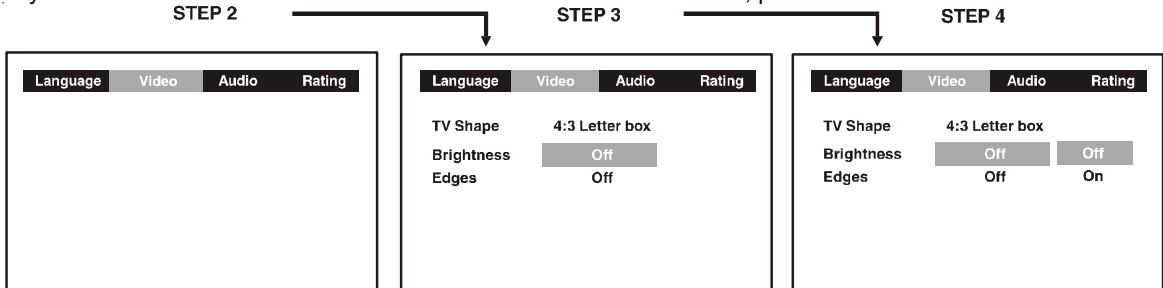 STEP 2
STEP 3
STEP 4
Language Video Audio Rating
Language Video Audio Rating
TV Shape 4:3 Letter box
Brightness Off
Edges Off
Language Video Audio Rating
TV Shape 4:3 Letter box
Brightness Off Off
Edges Off On